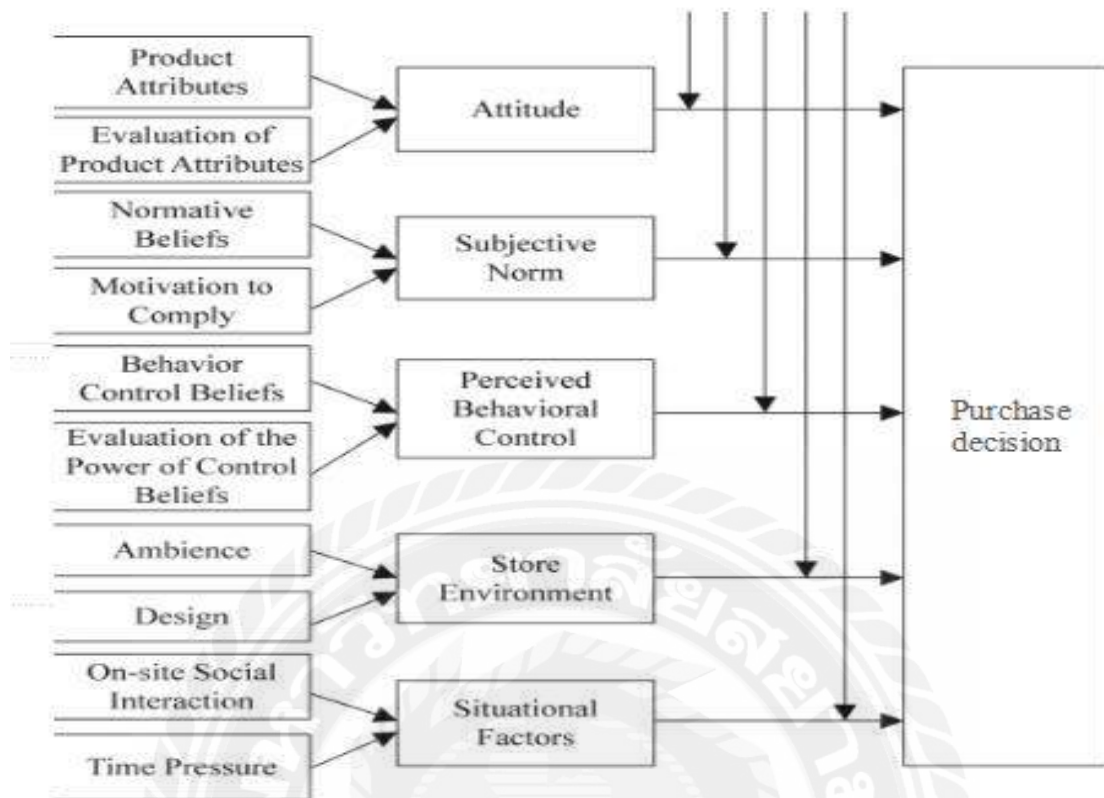 Product
Attributes
Evaluation of
Product Attributes
Normative
Beliefs
Motivation to
Comply
Behavior
Control Beliefs
Evaluation of the
Power of Control
Beliefs
Ambience
Design
On-site Social
Interaction
Time Pressure
Attitude
Subjective
Norm
Perceived
Behavioral
Control
Store
Environment
Situational
Factors
Purchase
decision